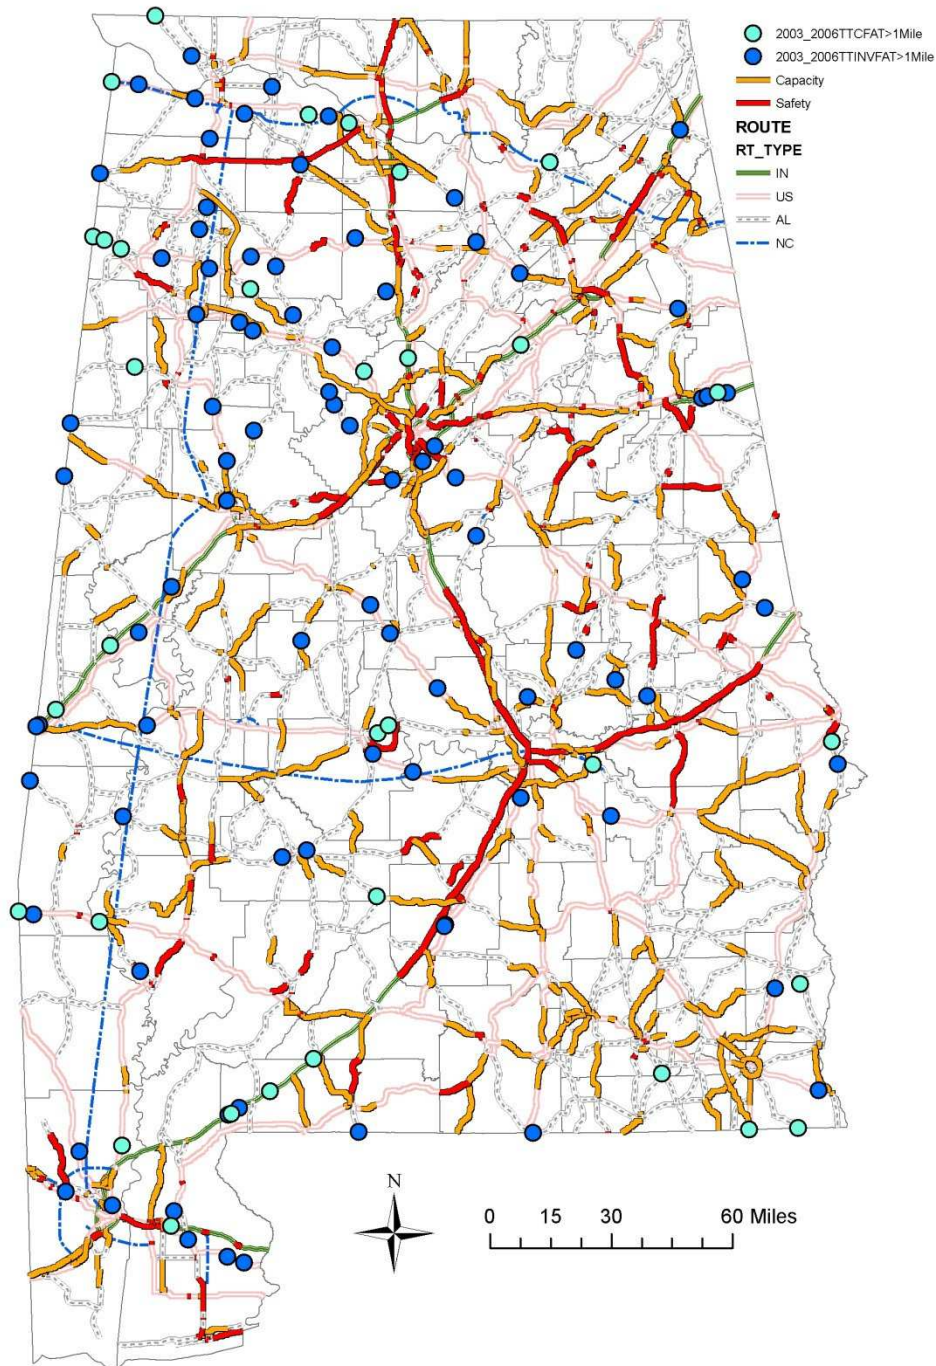 2003_2006TTCFAT>1Mile
2003_2006TTINVFAT>1Mile
Capacity
Safety
ROUTE
RT_TYPE
IN
US
AL
NC
N
0 15 30 60 Miles